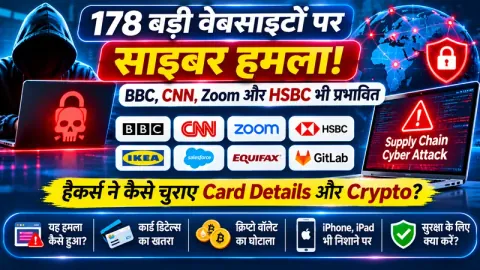 178 बड़ी वेबसाइटों पर
साइबर हमला!
BBC, CNN, Zoom और HSBC भी प्रभावित
BBC CNN zoom HSBC
IKEA salesforce EQUIFAX GitLab
Supply Chain
Cyber Attack
हैकर्स ने कैसे चुराए Card Details और Crypto?
यह हमला
कैसे हुआ?
कार्ड डिटेल्स
का खतरा
क्रिप्टो वॉलेट
का घोटाला
iPhone, iPad
भी निशाने पर
सुरक्षा के लिए
क्या करें?